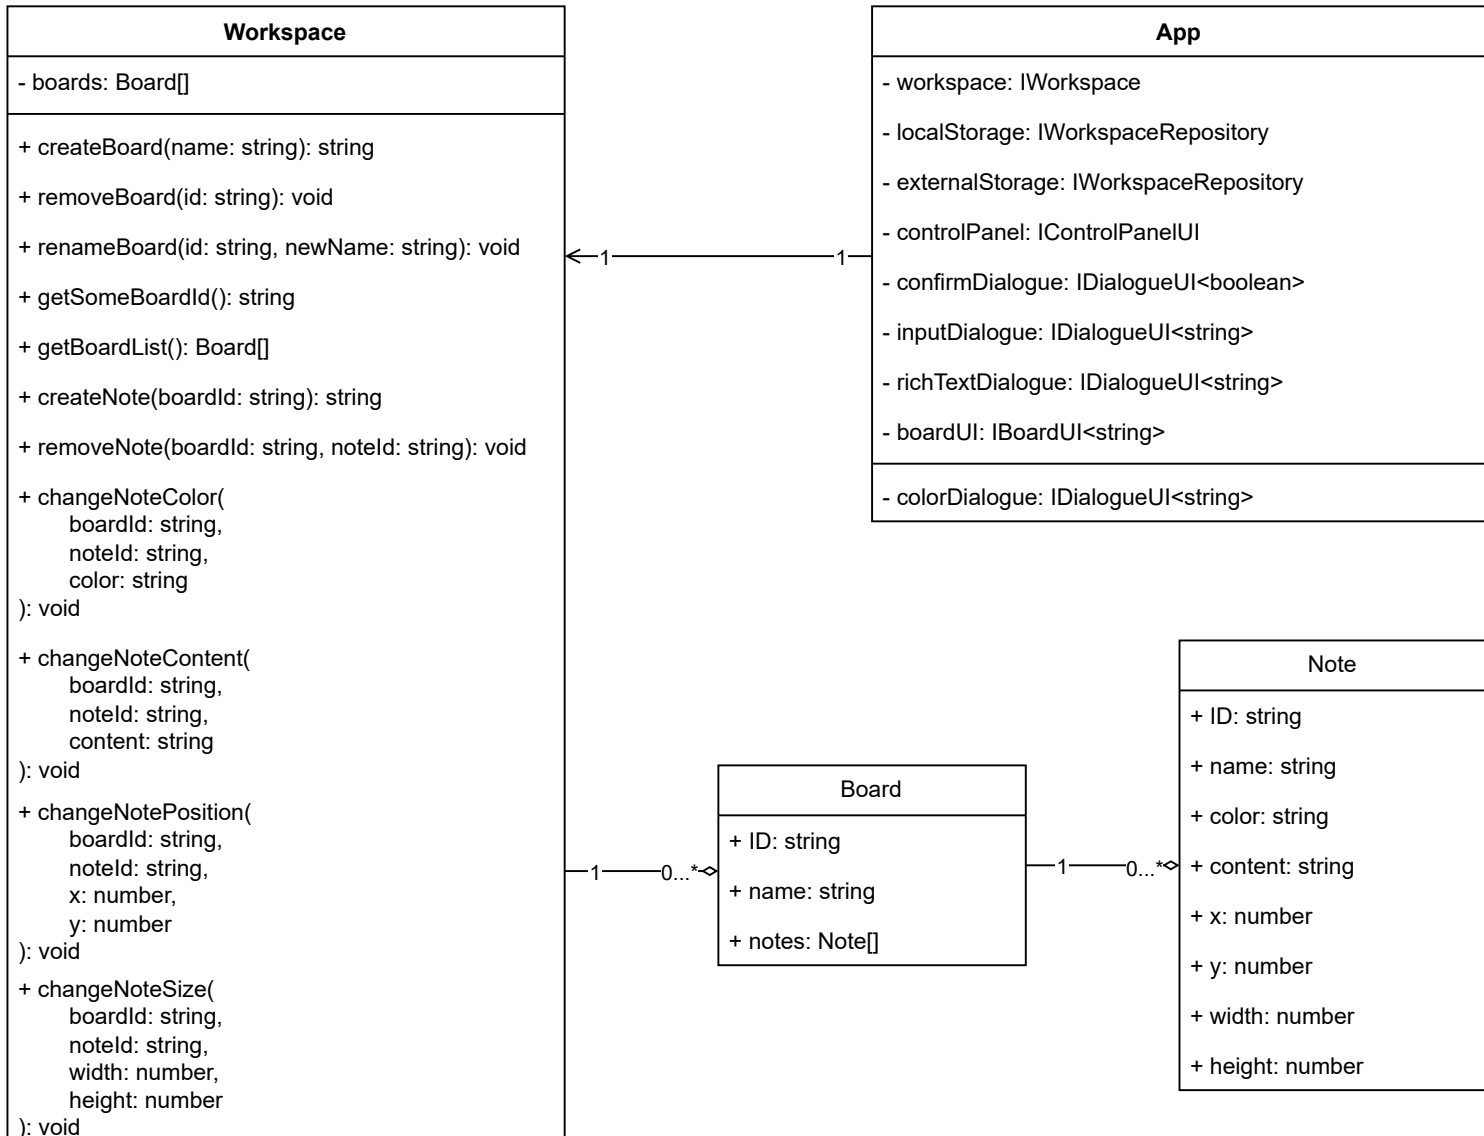 Workspace
- boards: Board[]
+ createBoard(name: string): string
+ removeBoard(id: string): void
+ renameBoard(id: string, newName: string): void
+ getSomeBoardId(): string
+ getBoardList(): Board[]
+ createNote(boardId: string): string
+ removeNote(boardId: string, noteId: string): void
+ changeNoteColor(
boardId: string,
noteId: string,
color: string
): void
+ changeNoteContent(
boardId: string,
noteId: string,
content: string
): void
+ changeNotePosition(
boardId: string,
noteId: string,
x: number,
y: number
): void
+ changeNoteSize(
boardId: string,
noteId: string,
width: number,
height: number
): void
1
1
App
- workspace: IWorkspace
- localStorage: IWorkspaceRepository
- externalStorage: IWorkspaceRepository
- controlPanel: IControlPanelUI
- confirmDialogue: IDialogueUI<boolean>
- inputDialogue: IDialogueUI<string>
- richTextDialogue: IDialogueUI<string>
- boardUI: IBoardUI<string>
- colorDialogue: IDialogueUI<string>
1
0...*
Board
+ ID: string
+ name: string
+ notes: Note[]
1
0...*
Note
+ ID: string
+ name: string
+ color: string
+ content: string
+ x: number
+ y: number
+ width: number
+ height: number